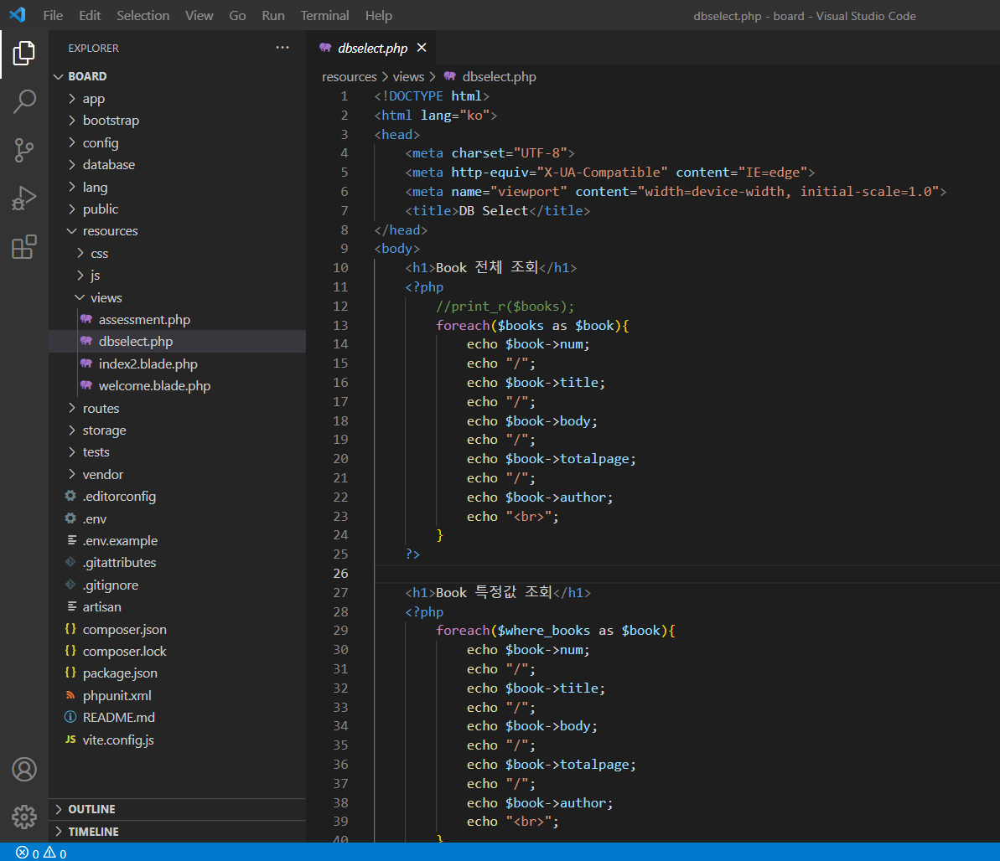 File Edit Selection View Go Run Terminal Help
dbselect.php - board - Visual Studio Code
EXPLORER ...
BOARD
app
bootstrap
config
database
lang
public
resources
css
js
views
assessment.php
dbselect.php
index2.blade.php
welcome.blade.php
routes
storage
tests
vendor
.editorconfig
.env
.env.example
.gitattributes
.gitignore
artisan
{} composer.json
{} composer.lock
{} package.json
phpunit.xml
README.md
JS vite.config.js
OUTLINE
TIMELINE
dbselect.php
resources > views > dbselect.php
1 <!DOCTYPE html>
2 <html lang="ko">
3 <head>
4 <meta charset="UTF-8">
5 <meta http-equiv="X-UA-Compatible" content="IE=edge">
6 <meta name="viewport" content="width=device-width, initial-scale=1.0">
7 <title>DB Select</title>
8 </head>
9 <body>
10 <h1>Book 전체 조회</h1>
11 <?php
12 //print_r($books);
13 foreach($books as $book){
14 echo $book->num;
15 echo "/";
16 echo $book->title;
17 echo "/";
18 echo $book->body;
19 echo "/";
20 echo $book->totalpage;
21 echo "/";
22 echo $book->author;
23 echo "<br>";
24 }
25 ?>
26
27 <h1>Book 특정값 조회</h1>
28 <?php
29 foreach($where_books as $book){
30 echo $book->num;
31 echo "/";
32 echo $book->title;
33 echo "/";
34 echo $book->body;
35 echo "/";
36 echo $book->totalpage;
37 echo "/";
38 echo $book->author;
39 echo "<br>";
40 }
0 0